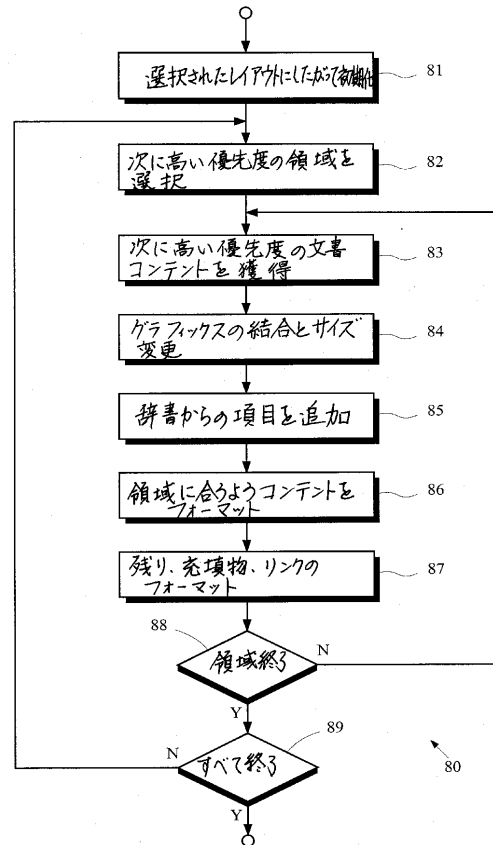 選択されたレイアウトにしたがって初期化
81
次に高い優先度の領域を
選択
82
次に高い優先度の文書
コンテントを獲得
83
グラフィックスの結合とサイズ
変更
84
辞書からの項目を追加
85
領域に合うようコンテントを
フォーマット
86
残り、充填物、リンクの
フォーマット
87
88
領域終了
N
Y
89
N
すべて終了
80
Y